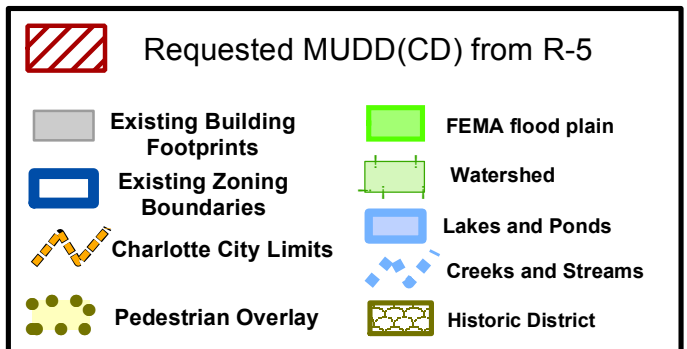 Requested MUDD(CD) from R-5
Existing Building
Footprints
Existing Zoning
Boundaries
Charlotte City Limits
Pedestrian Overlay
FEMA flood plain
Watershed
Lakes and Ponds
Creeks and Streams
Historic District